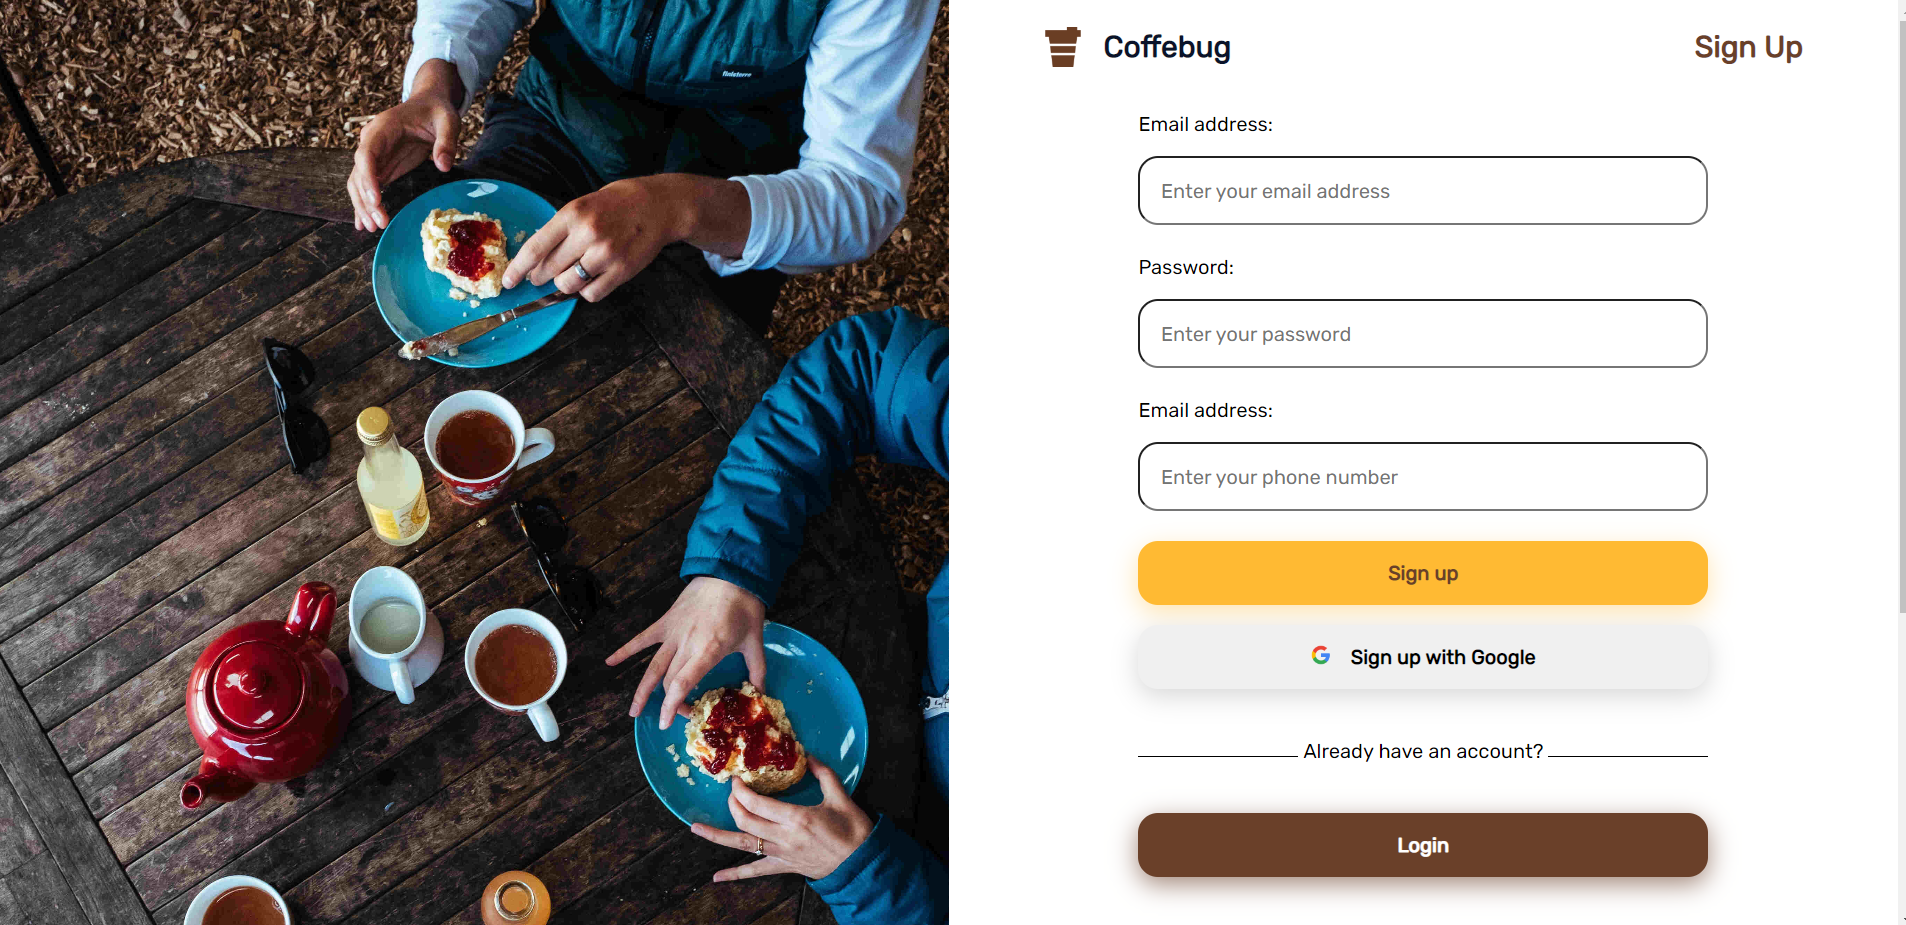 Coffebug
Sign Up
Email address:
Enter your email address
Password:
Enter your password
Email address:
Enter your phone number
Sign up
Sign up with Google
Already have an account?
Login
finisterre